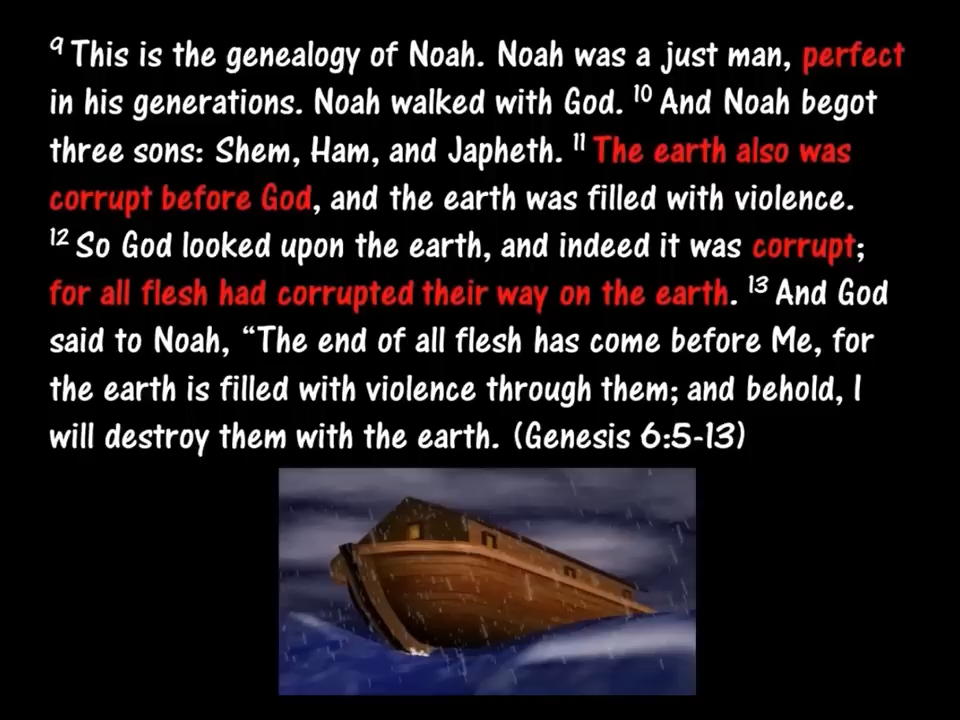 ⁹ This is the genealogy of Noah. Noah was a just man, perfect
in his generations. Noah walked with God. ¹⁰ And Noah begot
three sons: Shem, Ham, and Japheth. ¹¹ The earth also was
corrupt before God, and the earth was filled with violence.
¹² So God looked upon the earth, and indeed it was corrupt;
for all flesh had corrupted their way on the earth. ¹³ And God
said to Noah, “The end of all flesh has come before Me, for
the earth is filled with violence through them; and behold, I
will destroy them with the earth. (Genesis 6:5-13)